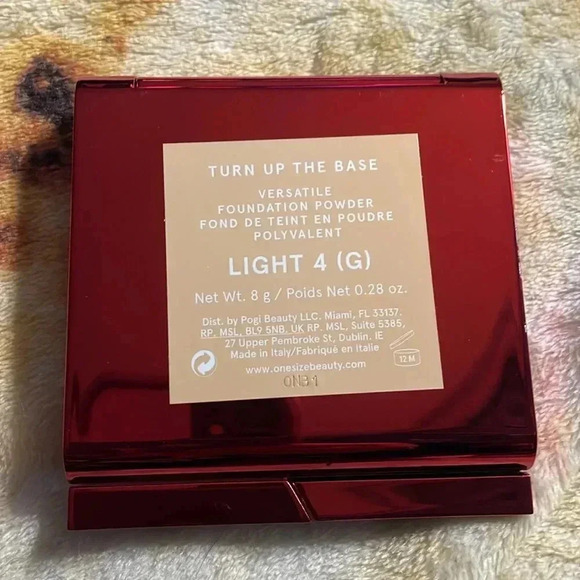 TURN UP THE BASE
VERSATILE
FOUNDATION POWDER
FOND DE TEINT EN POUDRE
POLYVALENT
LIGHT 4 (G)
Net Wt. 8 g / Poids Net 0.28 oz.
Dist. by Pogi Beauty LLC. Miami, FL 33137.
RP. MSL, BL9 5NB. UK RP. MSL, Suite 5385,
27 Upper Pembroke St, Dublin. IE
Made in Italy/Fabriqué en Italie
12 M
www.onesizebeauty.com